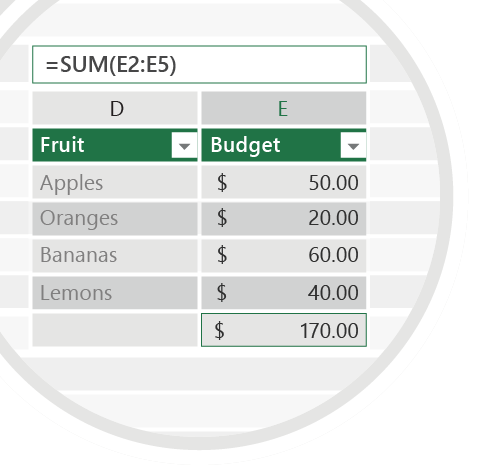 =SUM(E2:E5)
D E
Fruit Budget
Apples $ 50.00
Oranges $ 20.00
Bananas $ 60.00
Lemons $ 40.00
$ 170.00